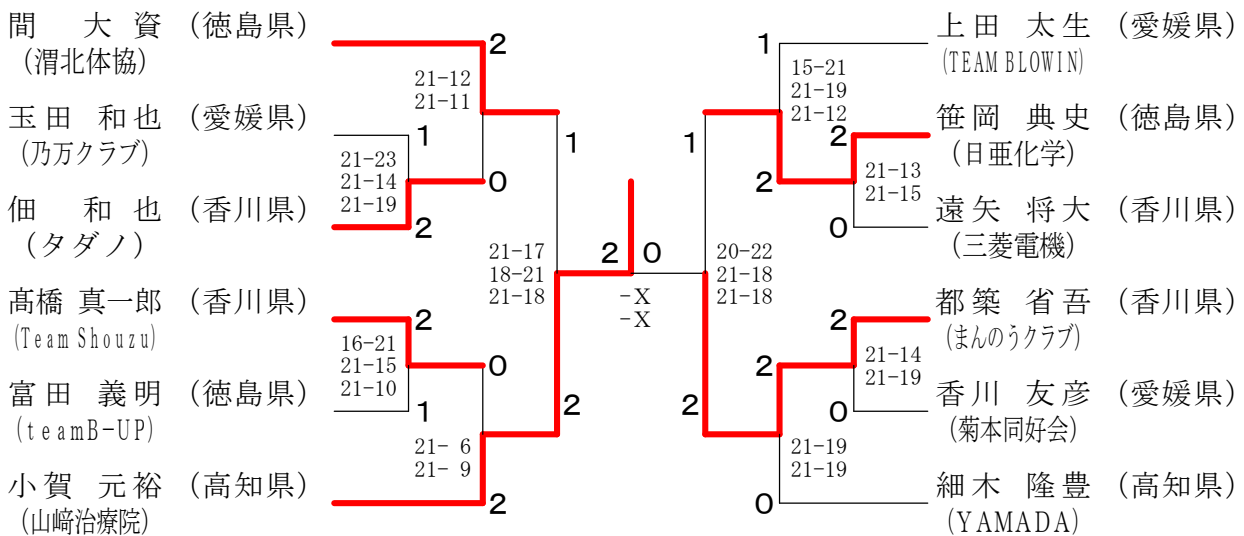 間 大 資 (徳島県)
(渭北体協)
玉 田 和 也 (愛媛県)
(乃万クラブ)
佃 和 也 (香川県)
(タダノ)
髙橋 真一郎 (香川県)
(Team Shouzu)
富 田 義 明 (徳島県)
(teamB-UP)
小 賀 元 裕 (高知県)
(山﨑治療院)
2
21-12
21-11
1
21-23
21-14
21-19
0
2
1
21-17
18-21
21-18
2
16-21
21-15
21-10
0
1
2
21- 6
21- 9
2
2 0
-X
-X
1
15-21
21-19
21-12
1
2
2
21-13
21-15
0
20-22
21-18
21-18
2
21-14
21-19
2
0
2
21-19
21-19
0
上 田 太 生 (愛媛県)
(TEAM BLOWIN)
笹 岡 典 史 (徳島県)
(日亜化学)
遠 矢 将 大 (香川県)
(三菱電機)
都 築 省 吾 (香川県)
(まんのうクラブ)
香 川 友 彦 (愛媛県)
(菊本同好会)
細 木 隆 豊 (高知県)
(YAMADA)